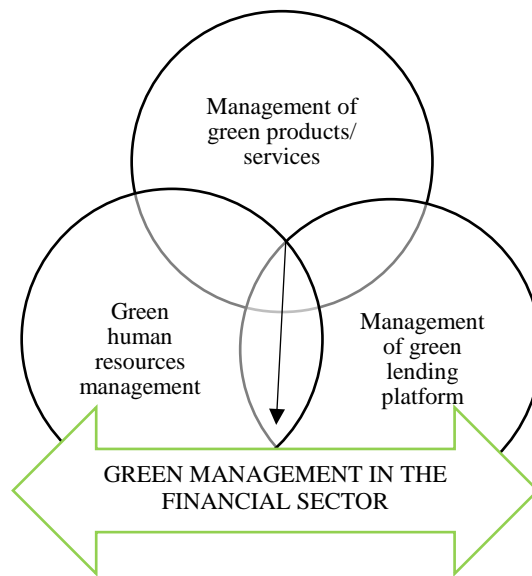 Management of
green products/
services
Green
human
resources
management
Management
of green
lending
platform
GREEN MANAGEMENT IN THE
FINANCIAL SECTOR